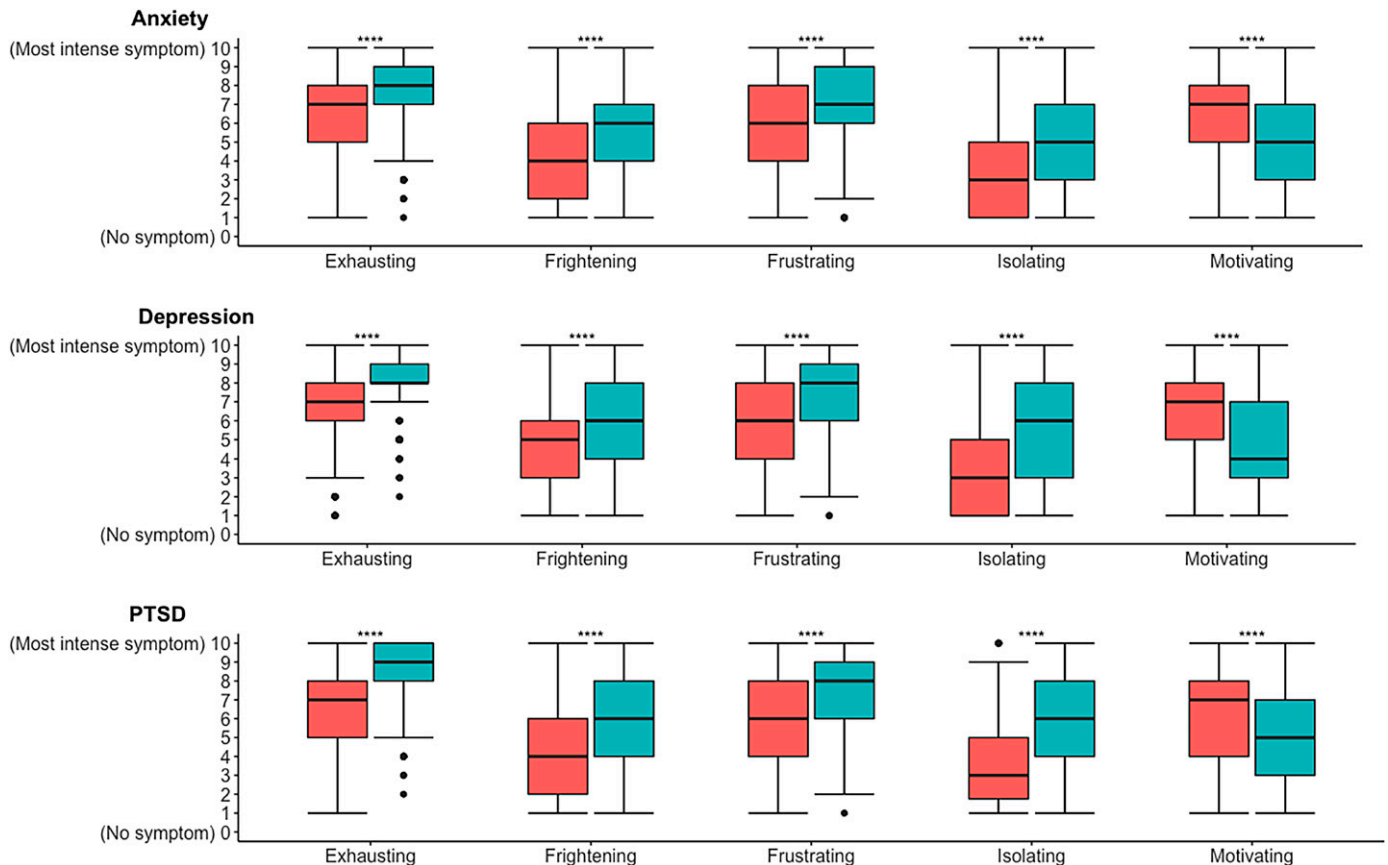 Anxiety
**** **** **** **** ****
(Most intense symptom) 10
9
8
7
6
5
4
3
2
1
(No symptom) 0
Exhausting Frightening Frustrating Isolating Motivating
Depression
**** **** **** **** ****
(Most intense symptom) 10
9
8
7
6
5
4
3
2
1
(No symptom) 0
Exhausting Frightening Frustrating Isolating Motivating
PTSD
**** **** **** **** ****
(Most intense symptom) 10
9
8
7
6
5
4
3
2
1
(No symptom) 0
Exhausting Frightening Frustrating Isolating Motivating